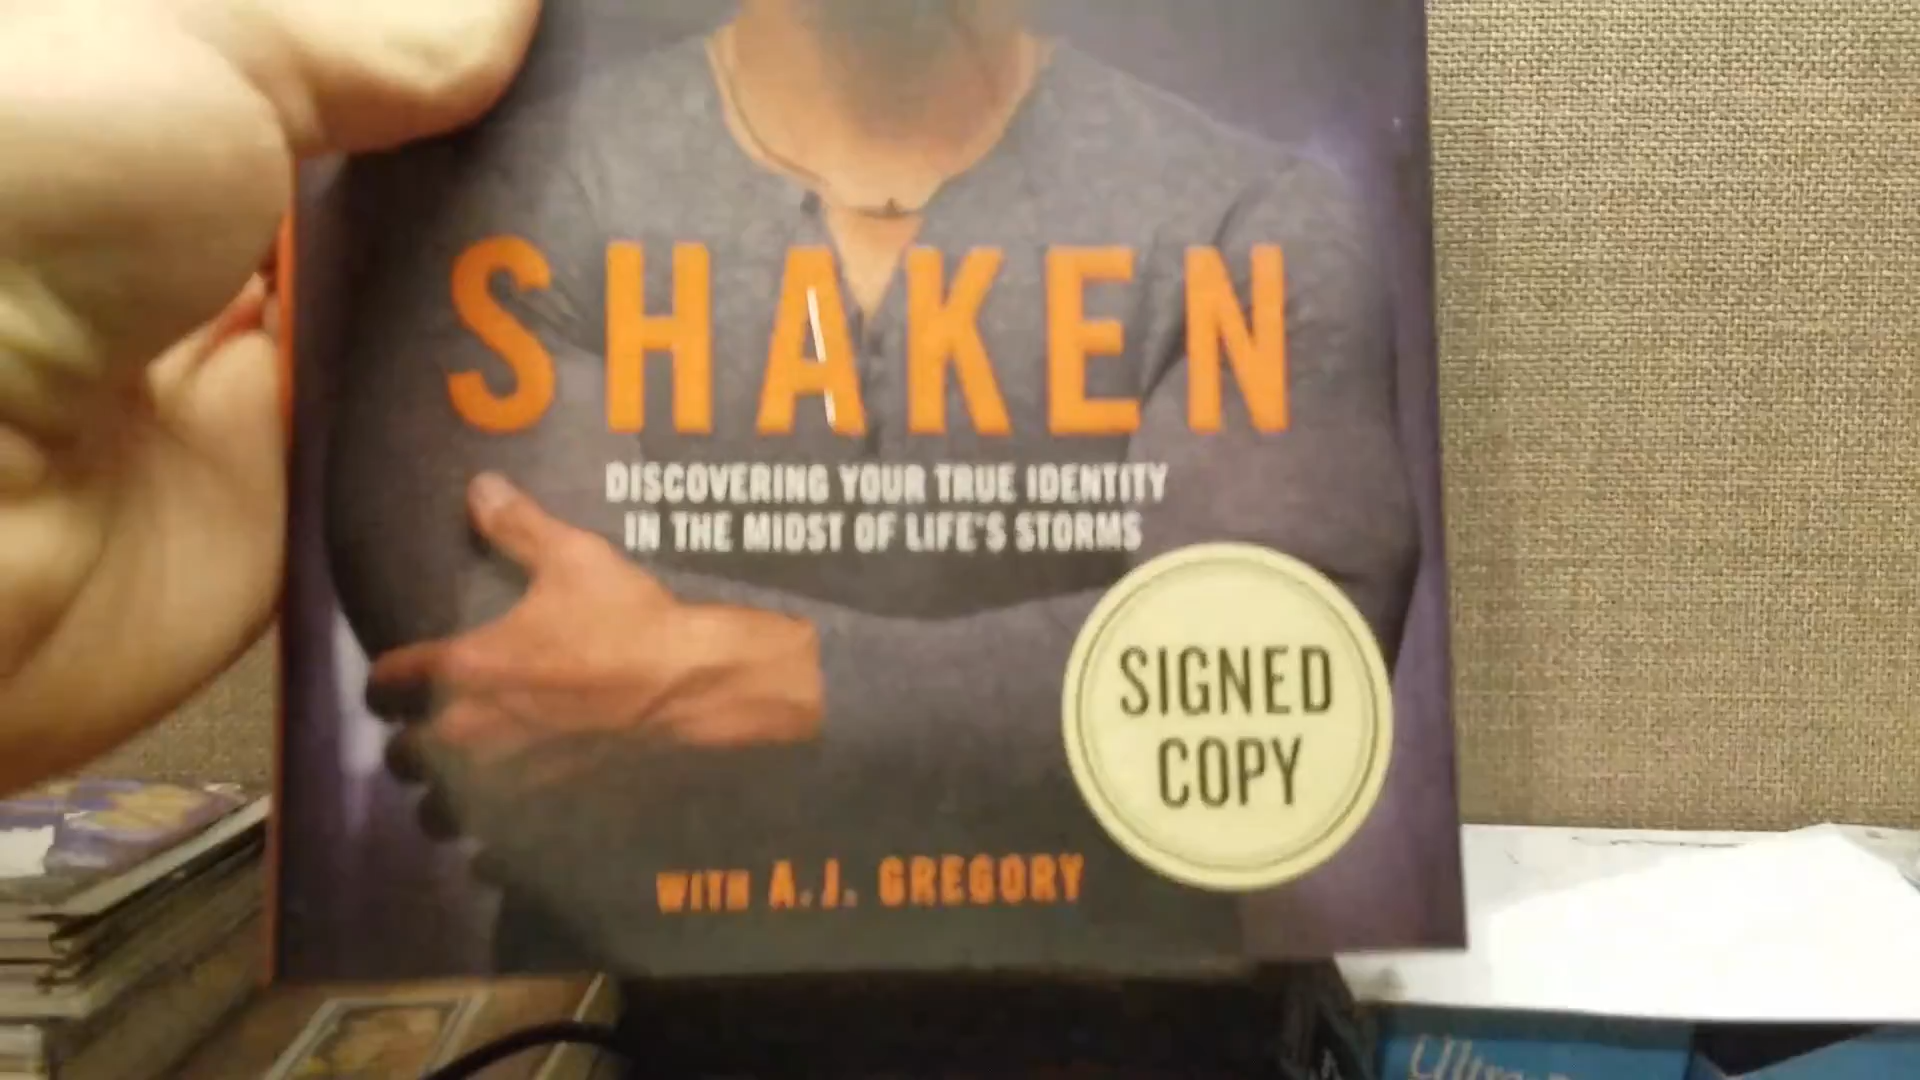 SHAKEN
DISCOVERING YOUR TRUE IDENTITY
IN THE MIDST OF LIFE'S STORMS
SIGNED
COPY
WITH A.J. GREGORY